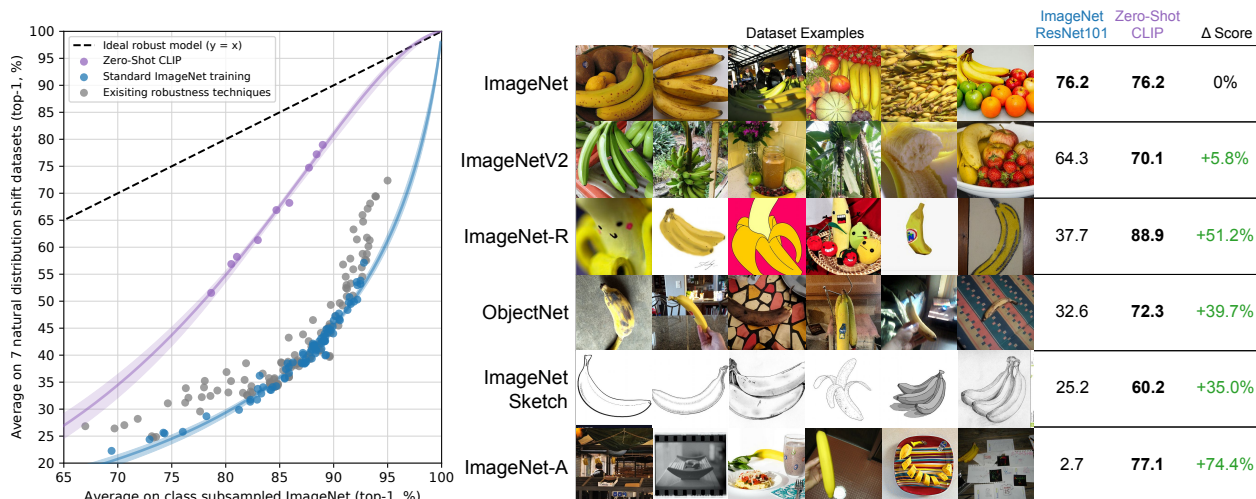 Average on 7 natural distribution shift datasets (top-1, %)
100
95
90
85
80
75
70
65
60
55
50
45
40
35
30
25
20
Ideal robust model (y = x)
Zero-Shot CLIP
Standard ImageNet training
Exisiting robustness techniques
65 70 75 80 85 90 95 100
Average on class subsampled ImageNet (top-1, %)
Dataset Examples
ImageNet
ResNet101
Zero-Shot
CLIP
Δ Score
ImageNet 76.2 76.2 0%
ImageNetV2 64.3 70.1 +5.8%
ImageNet-R 37.7 88.9 +51.2%
ObjectNet 32.6 72.3 +39.7%
ImageNet
Sketch 25.2 60.2 +35.0%
ImageNet-A 2.7 77.1 +74.4%